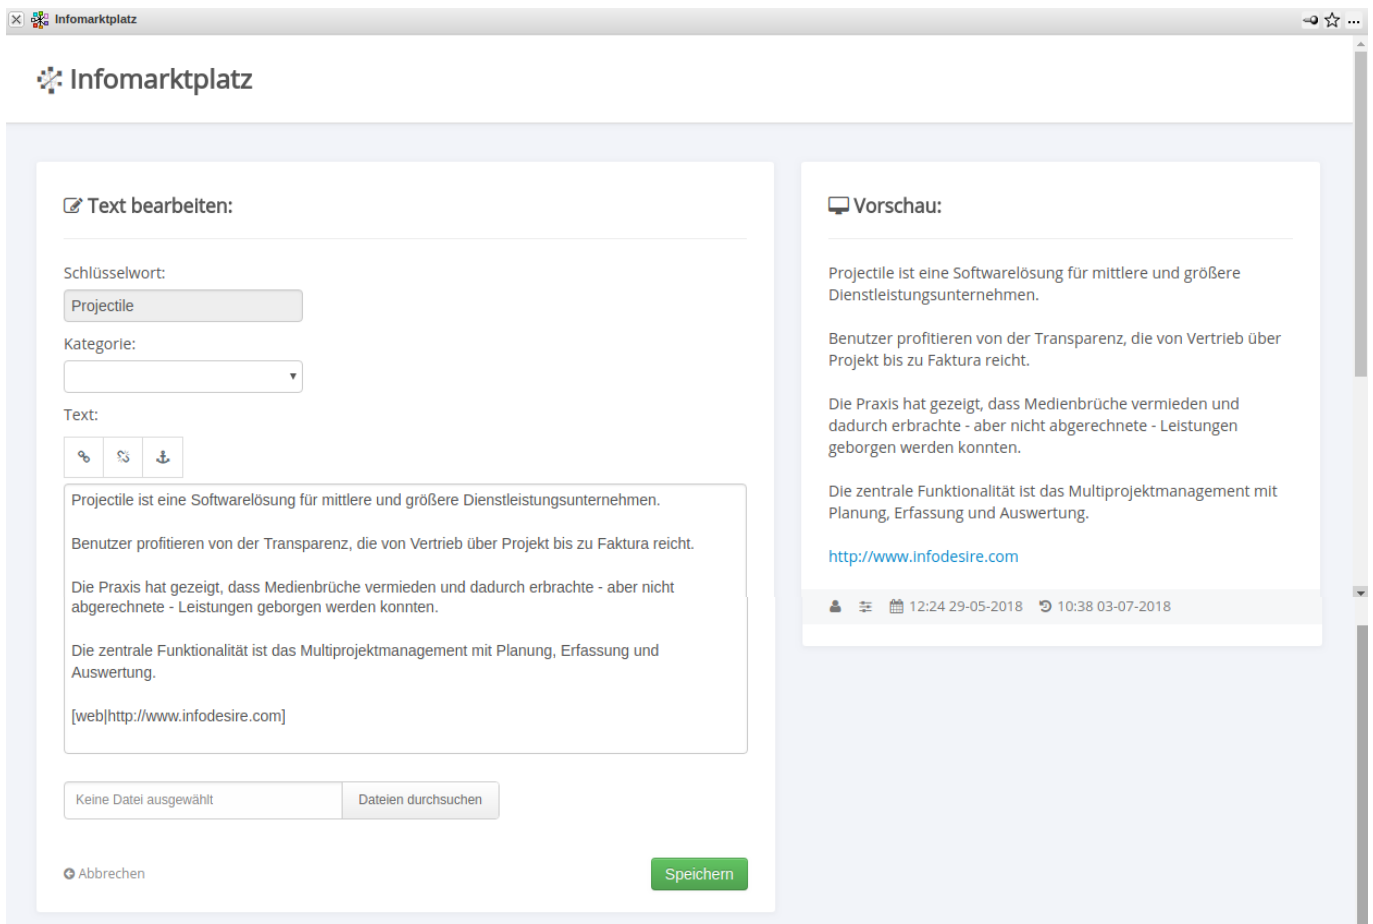 Infomarktplatz
...
Infomarktplatz
Text bearbeiten:
Schlüsselwort:
Projectile
Kategorie:
Text:
Projectile ist eine Softwarelösung für mittlere und größere Dienstleistungsunternehmen.
Benutzer profitieren von der Transparenz, die von Vertrieb über Projekt bis zu Faktura reicht.
Die Praxis hat gezeigt, dass Medienbrüche vermieden und dadurch erbrachte - aber nicht
abgerechnete - Leistungen geborgen werden konnten.
Die zentrale Funktionalität ist das Multiprojektmanagement mit Planung, Erfassung und
Auswertung.
[web|http://www.infodesire.com]
Keine Datei ausgewählt
Dateien durchsuchen
Abbrechen
Speichern
Vorschau:
Projectile ist eine Softwarelösung für mittlere und größere
Dienstleistungsunternehmen.
Benutzer profitieren von der Transparenz, die von Vertrieb über
Projekt bis zu Faktura reicht.
Die Praxis hat gezeigt, dass Medienbrüche vermieden und
dadurch erbrachte - aber nicht abgerechnete - Leistungen
geborgen werden konnten.
Die zentrale Funktionalität ist das Multiprojektmanagement mit
Planung, Erfassung und Auswertung.
http://www.infodesire.com
12:24 29-05-2018 10:38 03-07-2018